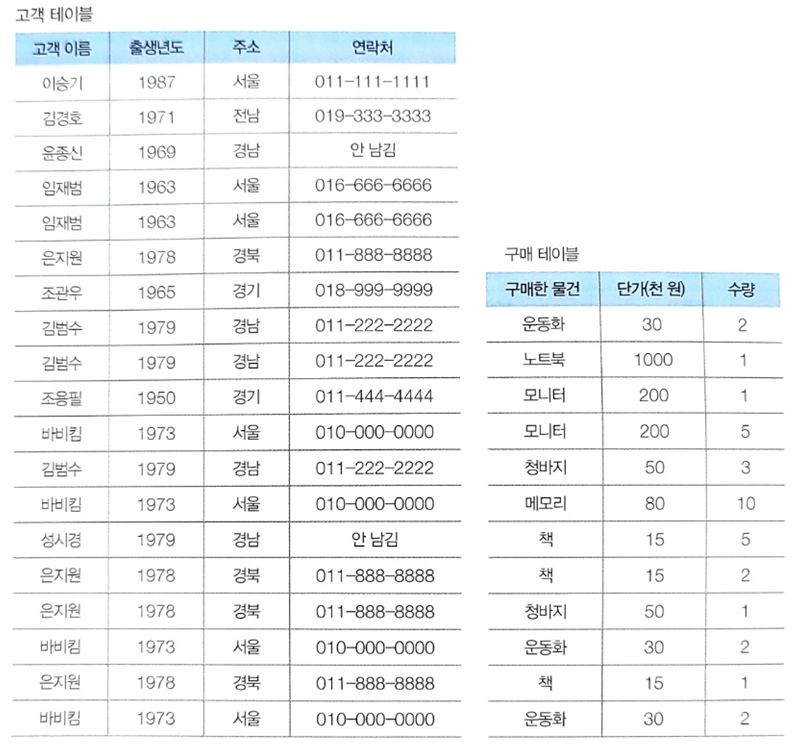 고객 테이블
고객 이름 출생년도 주소 연락처
이승기 1987 서울 011-111-1111
김경호 1971 전남 019-333-3333
윤종신 1969 경남 안 남김
임재범 1963 서울 016-666-6666
임재범 1963 서울 016-666-6666
은지원 1978 경북 011-888-8888
조관우 1965 경기 018-999-9999
김범수 1979 경남 011-222-2222
김범수 1979 경남 011-222-2222
조용필 1950 경기 011-444-4444
바비킴 1973 서울 010-000-0000
김범수 1979 경남 011-222-2222
바비킴 1973 서울 010-000-0000
성시경 1979 경남 안 남김
은지원 1978 경북 011-888-8888
은지원 1978 경북 011-888-8888
바비킴 1973 서울 010-000-0000
은지원 1978 경북 011-888-8888
바비킴 1973 서울 010-000-0000
구매 테이블
구매한 물건 단가(천 원) 수량
운동화 30 2
노트북 1000 1
모니터 200 1
모니터 200 5
청바지 50 3
메모리 80 10
책 15 5
책 15 2
청바지 50 1
운동화 30 2
책 15 1
운동화 30 2